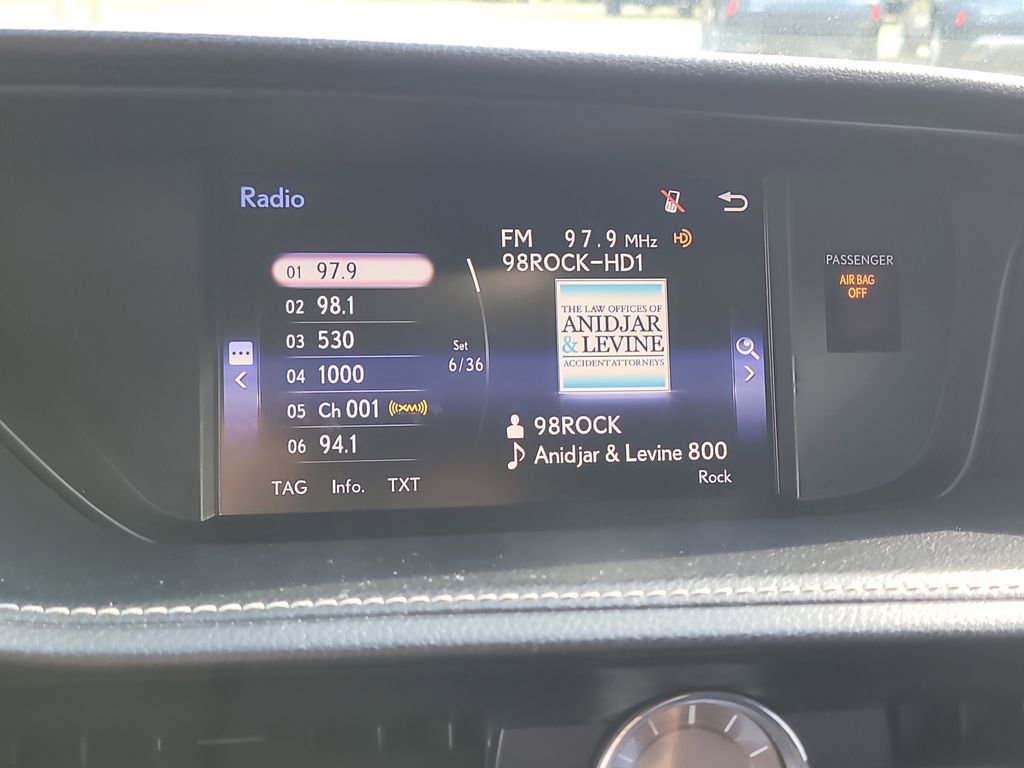 Radio
FM 97.9 MHz HD
98ROCK-HD1
01 97.9
02 98.1
03 530
04 1000
05 Ch 001 ((XM))
06 94.1
Set
6/36
THE LAW OFFICES OF
ANIDJAR
& LEVINE
ACCIDENT ATTORNEYS
98ROCK
Anidjar & Levine 800
Rock
TAG Info. TXT
PASSENGER
AIR BAG
OFF